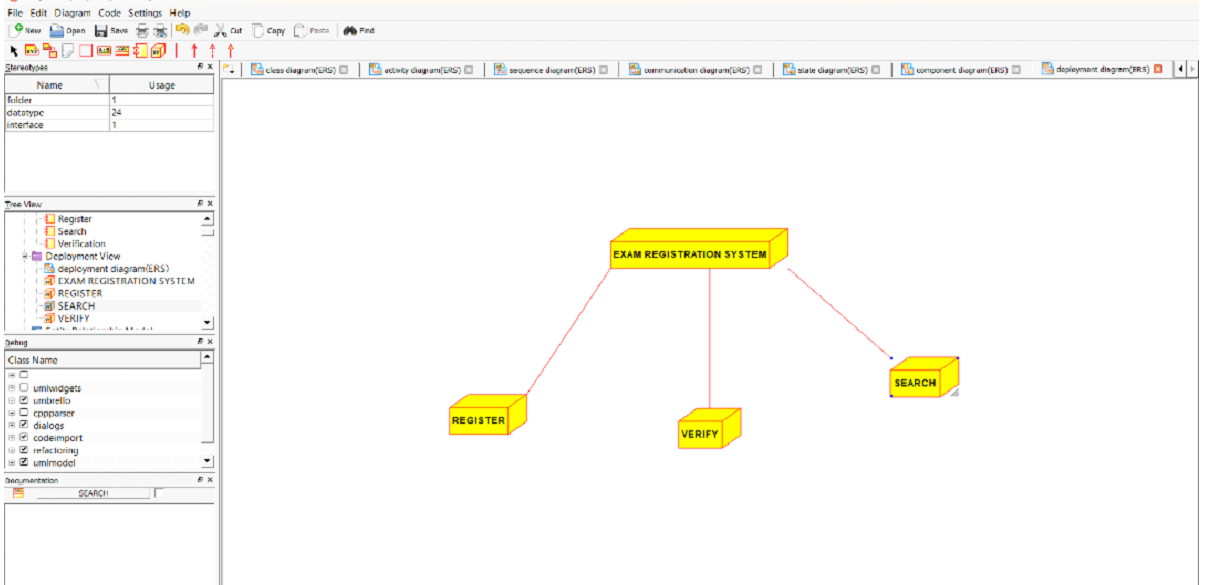 File Edit Diagram Code Settings Help
New Open Save Cut Copy Paste Find
Stereotypes
class diagram(ERS) activity diagram(ERS) sequence diagram(ERS) communication diagram(ERS) state diagram(ERS) component diagram(ERS) deployment diagram(ERS)
Name Usage
folder 1
datatype 24
interface 1
Tree View
Register
Search
Verification
Deployment View
deployment diagram(ERS)
EXAM REGISTRATION SYSTEM
REGISTER
SEARCH
VERIFY
Entity Relationship Model
Debug
Class Name
umlwidgets
umbrello
cppparser
dialogs
codeimport
refactoring
umlmodel
Documentation
SEARCH
EXAM REGISTRATION SYSTEM
SEARCH
REGISTER
VERIFY